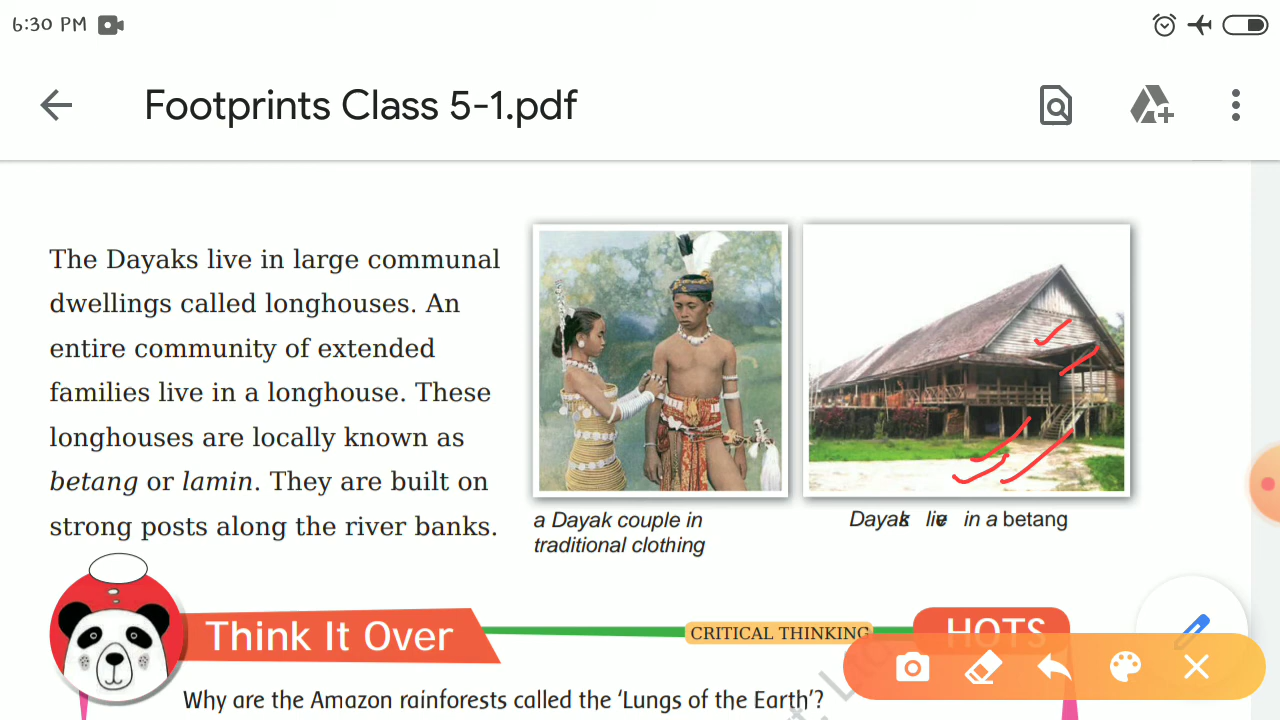 6:30 PM
Footprints Class 5-1.pdf
The Dayaks live in large communal
dwellings called longhouses. An
entire community of extended
families live in a longhouse. These
longhouses are locally known as
betang or lamin. They are built on
strong posts along the river banks.
a Dayak couple in
traditional clothing
Dayaks live in a betang
Think It Over
CRITICAL THINKING
HOTS
Why are the Amazon rainforests called the ‘Lungs of the Earth’?